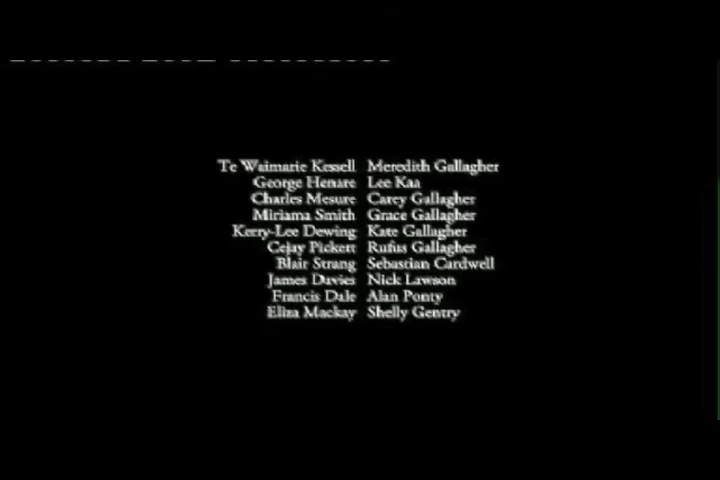 Te Waimarie Kessell Meredith Gallagher
George Henare Lee Kaa
Charles Mesure Carey Gallagher
Miriama Smith Grace Gallagher
Kerry-Lee Dewing Kate Gallagher
Cejay Pickett Rufus Gallagher
Blair Strang Sebastian Cardwell
James Davies Nick Lawson
Francis Dale Alan Ponty
Eliza Mackay Shelly Gentry